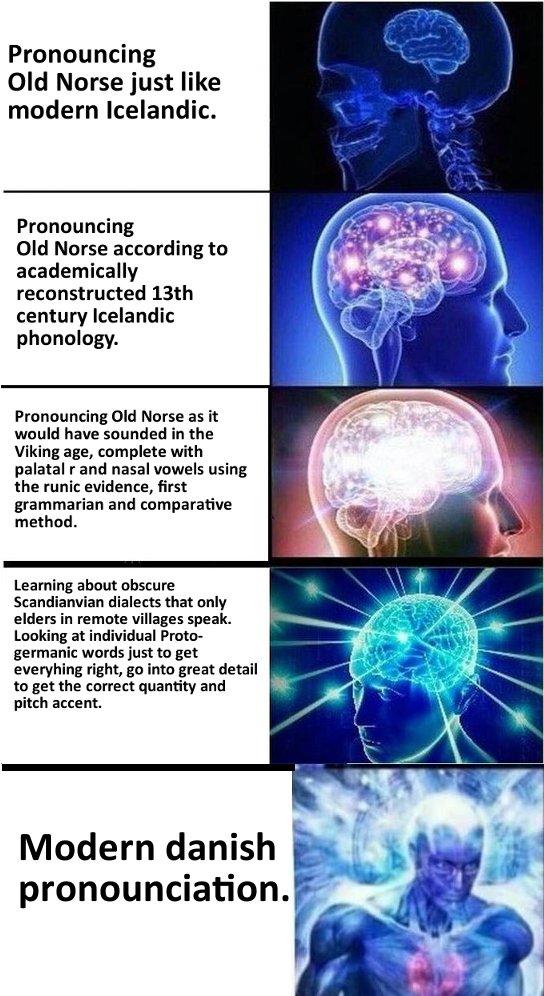 Pronouncing
Old Norse just like
modern Icelandic.
Pronouncing
Old Norse according to
academically
reconstructed 13th
century Icelandic
phonology.
Pronouncing Old Norse as it
would have sounded in the
Viking age, complete with
palatal r and nasal vowels using
the runic evidence, first
grammarian and comparative
method.
Learning about obscure
Scandianvian dialects that only
elders in remote villages speak.
Looking at individual Proto-
germanic words just to get
everyhing right, go into great detail
to get the correct quantity and
pitch accent.
Modern danish
pronounciation.